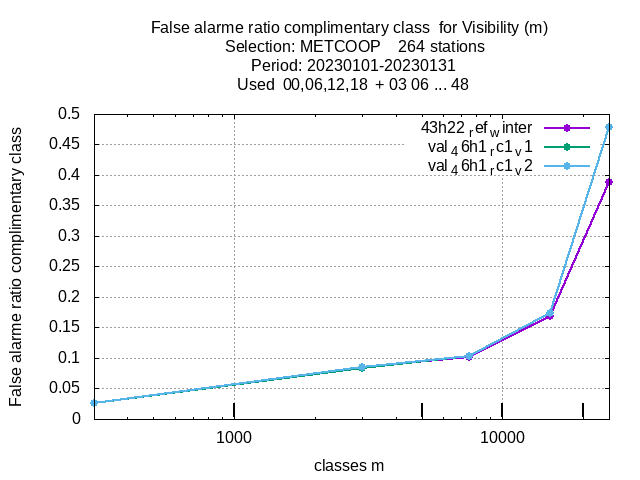 False alarme ratio complimentary class  for Visibility (m)
Selection: METCOOP    264 stations
Period: 20230101-20230131
Used  00,06,12,18  + 03 06 ... 48
False alarme ratio complimentary class
0.5
0.45
0.4
0.35
0.3
0.25
0.2
0.15
0.1
0.05
0
43h22 ref winter
val 4 6h1 r c1 v 1
val 4 6h1 r c1 v 2
1000
10000
classes m